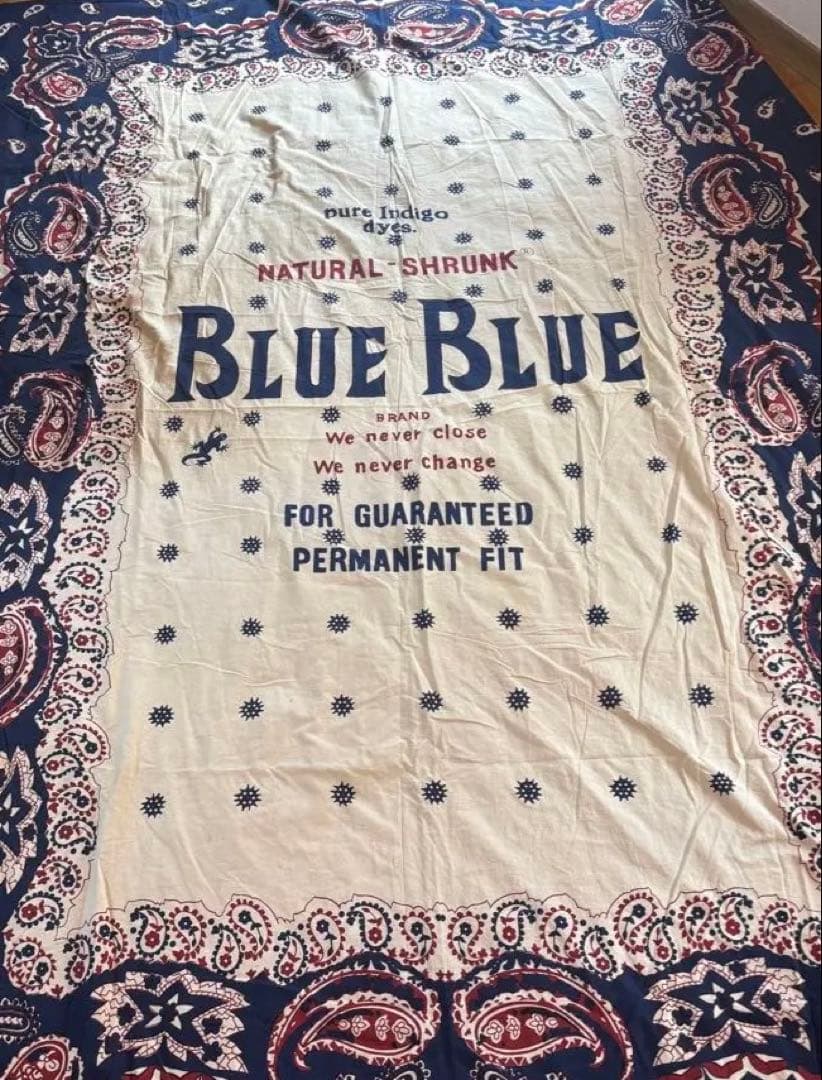 pure Indigo
dyes.
NATURAL-SHRUNK®
BLUE BLUE
BRAND
We never close
We never change
FOR GUARANTEED
PERMANENT FIT